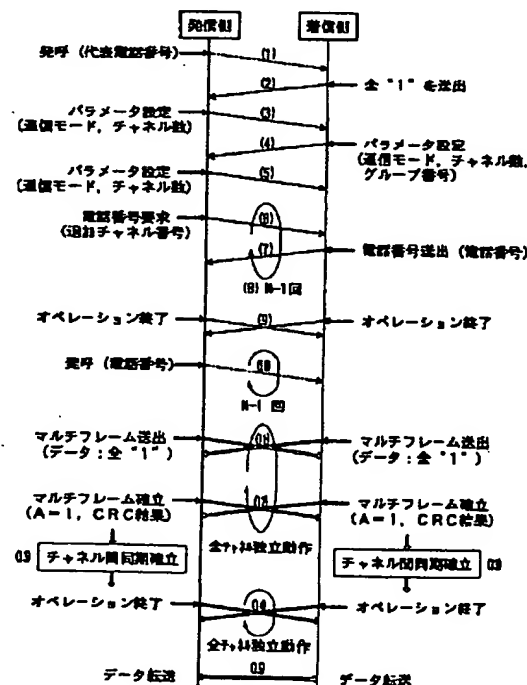 発信側
着信側
発呼 (代表電話番号)
(1)
(2)
全 "1" を送出
パラメータ設定
(通信モード, チャネル数)
(3)
(4)
パラメータ設定
(通信モード, チャネル数,
グループ番号)
パラメータ設定
(通信モード, チャネル数)
(5)
電話番号要求
(追加チャネル番号)
(6)
(7)
電話番号送出 (電話番号)
(8) N-1回
オペレーション終了
(9)
オペレーション終了
発呼 (電話番号)
N-1 回
マルチフレーム送出
(データ:全 "1")
マルチフレーム送出
(データ:全 "1")
マルチフレーム確立
(A=1, CRC結果)
マルチフレーム確立
(A=1, CRC結果)
全チャネル独立動作
チャネル間同期確立
チャネル間同期確立
オペレーション終了
オペレーション終了
全チャネル独立動作
データ転送
データ転送